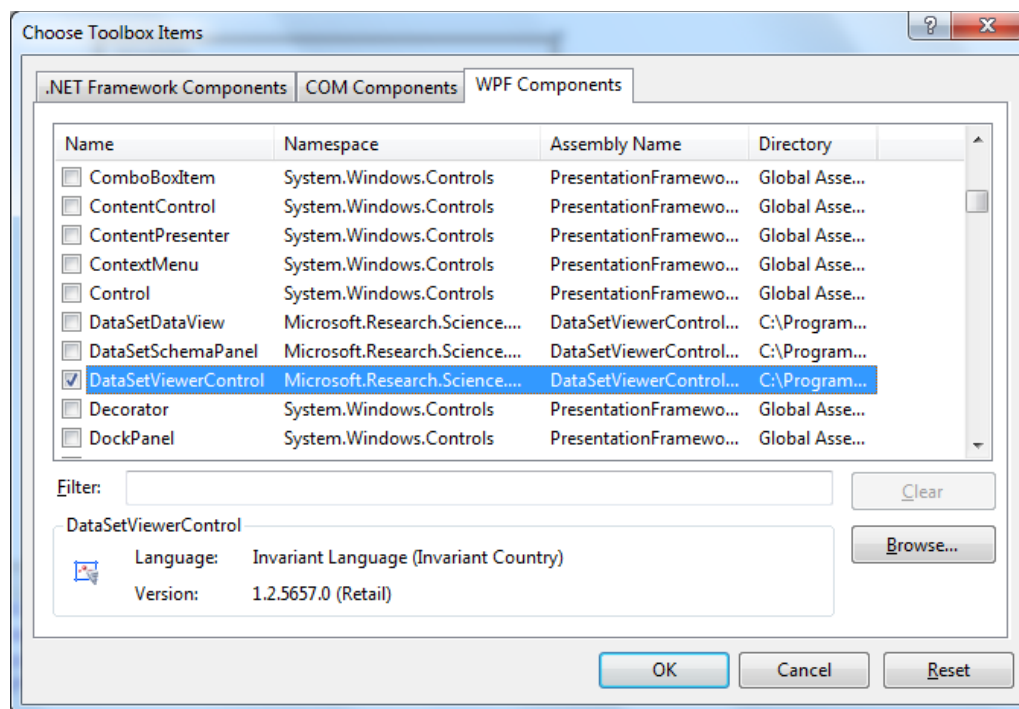 Choose Toolbox Items
.NET Framework Components COM Components WPF Components
Name Namespace Assembly Name Directory
ComboBoxItem System.Windows.Controls PresentationFramewo... Global Asse...
ContentControl System.Windows.Controls PresentationFramewo... Global Asse...
ContentPresenter System.Windows.Controls PresentationFramewo... Global Asse...
ContextMenu System.Windows.Controls PresentationFramewo... Global Asse...
Control System.Windows.Controls PresentationFramewo... Global Asse...
DataSetDataView Microsoft.Research.Science.... DataSetViewerControl... C:\Program...
DataSetSchemaPanel Microsoft.Research.Science.... DataSetViewerControl... C:\Program...
DataSetViewerControl Microsoft.Research.Science.... DataSetViewerControl... C:\Program...
Decorator System.Windows.Controls PresentationFramewo... Global Asse...
DockPanel System.Windows.Controls PresentationFramewo... Global Asse...
Filter: Clear
DataSetViewerControl
Browse...
Language: Invariant Language (Invariant Country)
Version: 1.2.5657.0 (Retail)
OK Cancel Reset